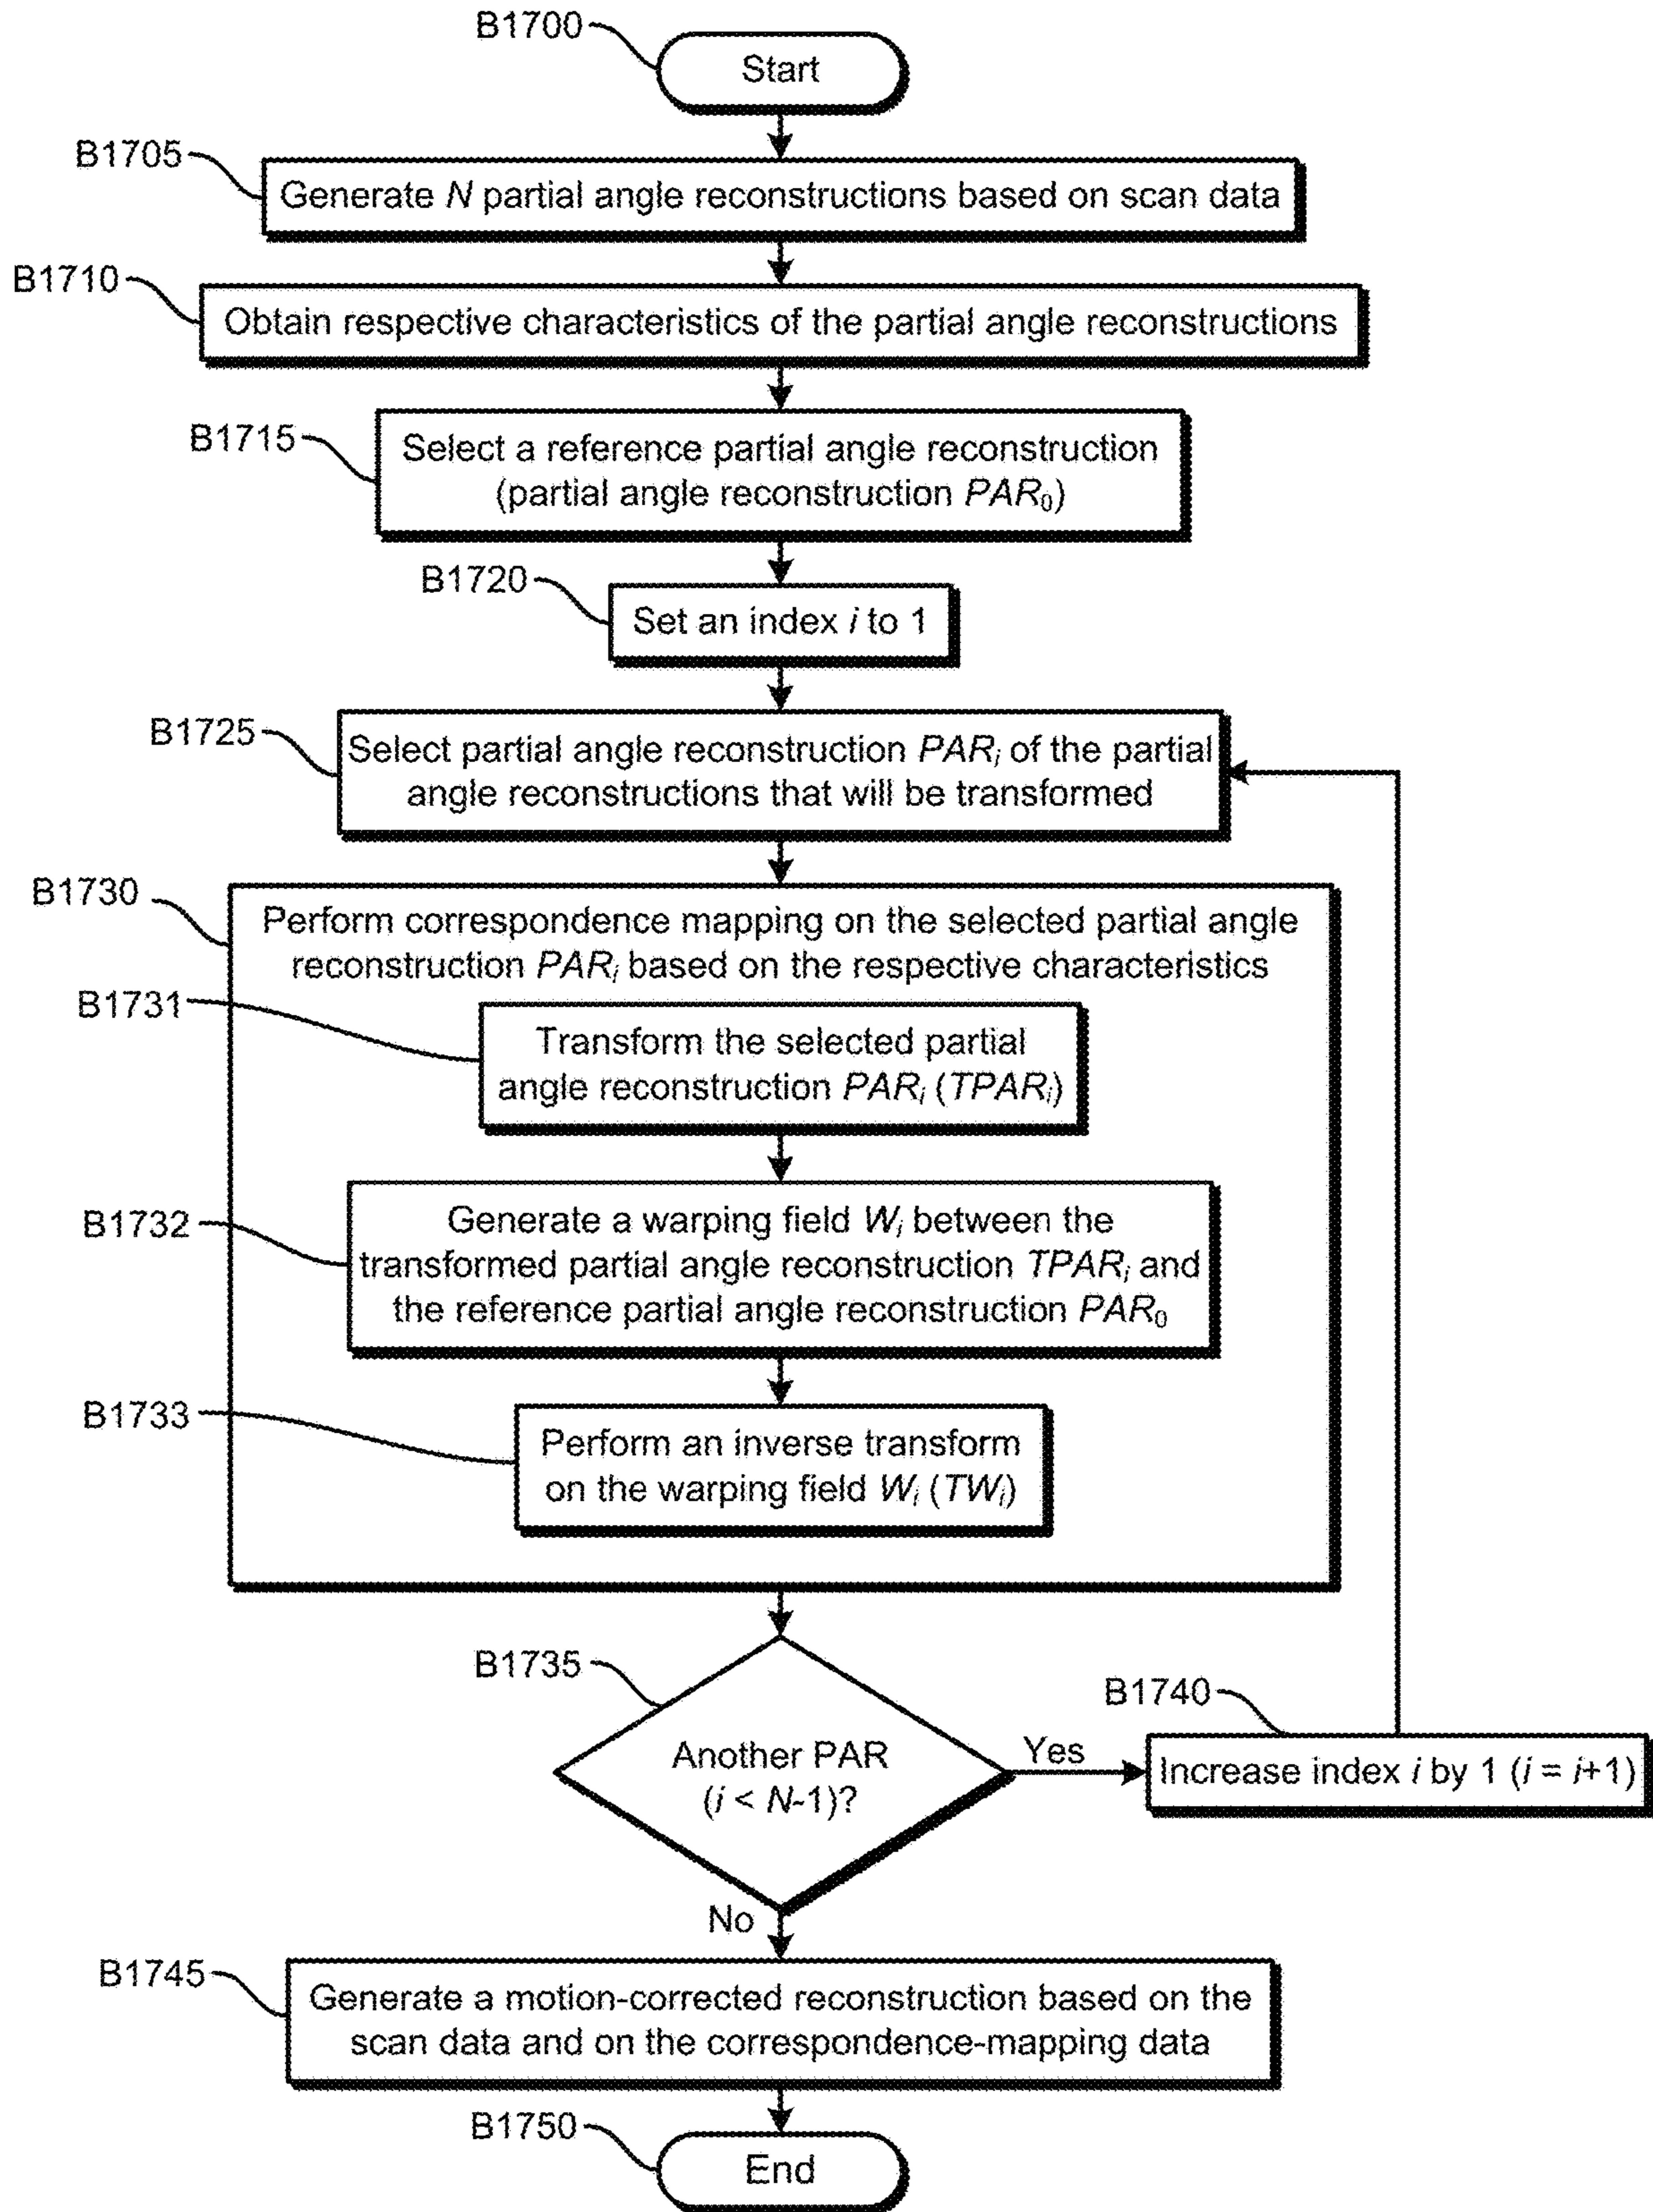 B1700
Start
B1705
Generate N partial angle reconstructions based on scan data
B1710
Obtain respective characteristics of the partial angle reconstructions
B1715
Select a reference partial angle reconstruction
(partial angle reconstruction PAR₀)
B1720
Set an index i to 1
B1725
Select partial angle reconstruction PARᵢ of the partial
angle reconstructions that will be transformed
B1730
Perform correspondence mapping on the selected partial angle
reconstruction PARᵢ based on the respective characteristics
B1731
Transform the selected partial
angle reconstruction PARᵢ (TPARᵢ)
B1732
Generate a warping field Wᵢ between the
transformed partial angle reconstruction TPARᵢ and
the reference partial angle reconstruction PAR₀
B1733
Perform an inverse transform
on the warping field Wᵢ (TWᵢ)
B1735
Another PAR
(i < N-1)?
Yes
B1740
Increase index i by 1 (i = i+1)
No
B1745
Generate a motion-corrected reconstruction based on the
scan data and on the correspondence-mapping data
B1750
End